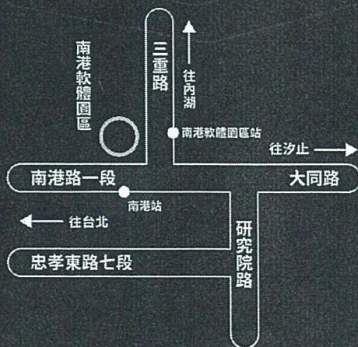 南港軟體園區
三重路
往內湖
南港軟體園區站
往汐止
南港路一段
大同路
南港站
往台北
研究院路
忠孝東路七段